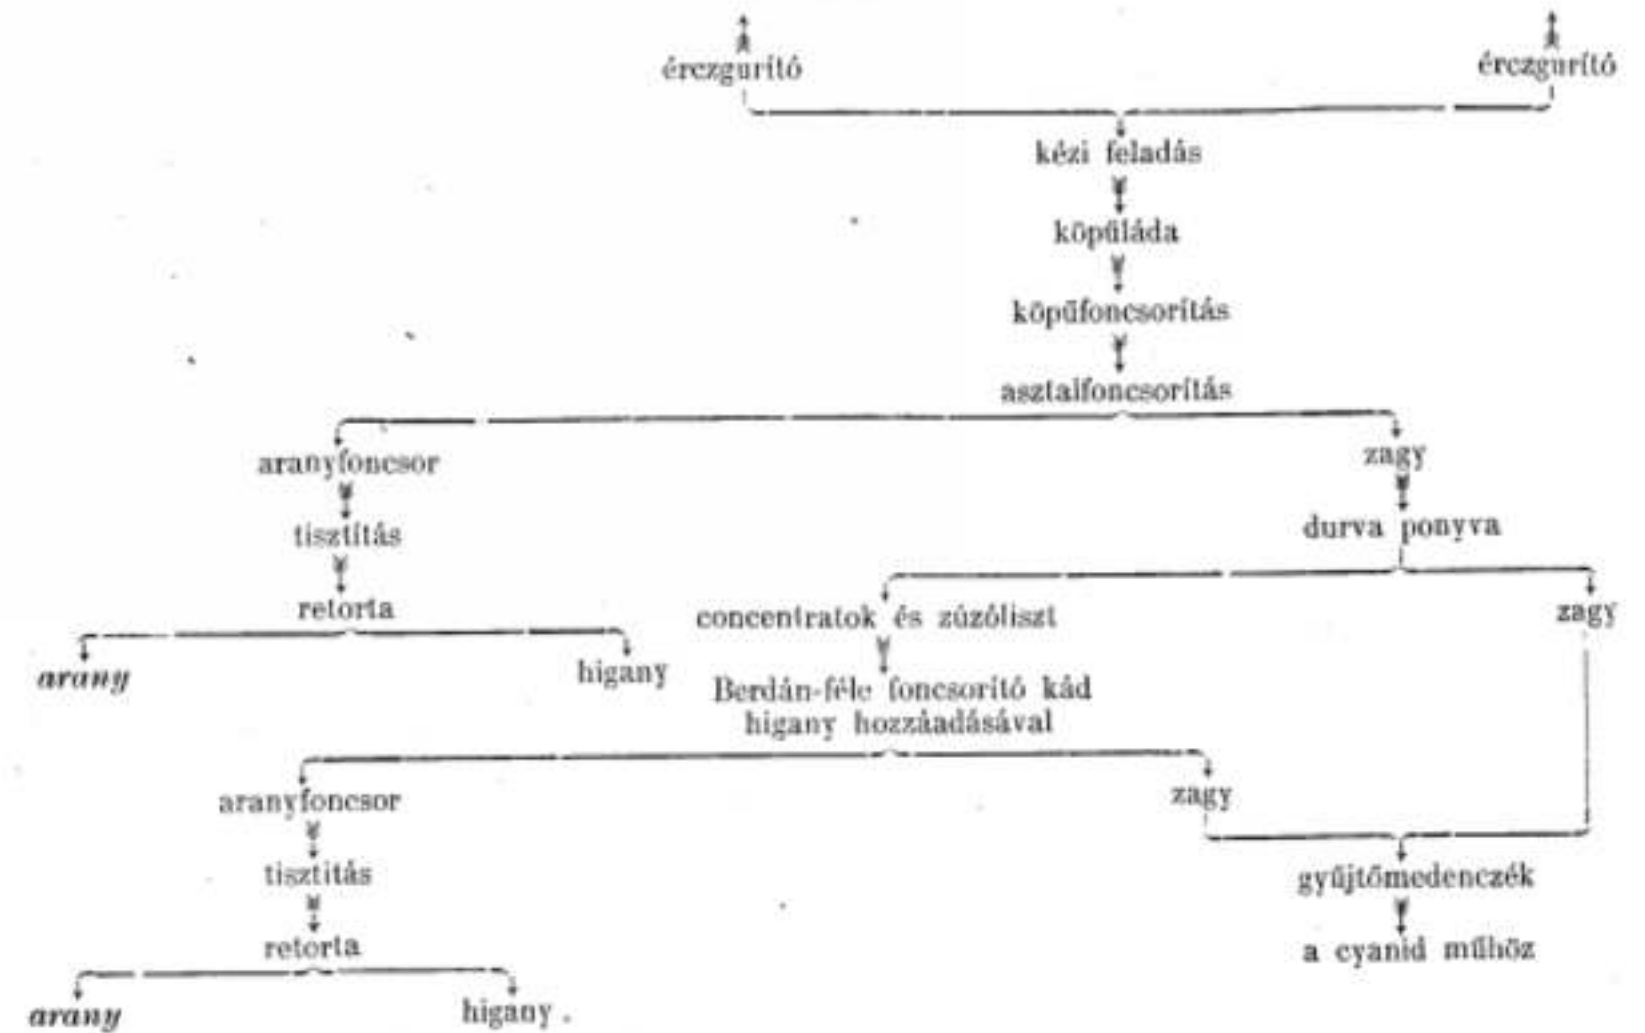 érczgurító érczgurító
kézi feladás
köpűláda
köpűfoncsorítás
asztalfoncsorítás
aranyfoncsor zagy
tisztítás durva ponyva
retorta concentratok és zúzóliszt zagy
arany higany Berdán-féle foncsorító kád
higany hozzáadásával
aranyfoncsor zagy
tisztitás gyűjtőmedenczék
retorta a cyanid műhöz
arany higany.